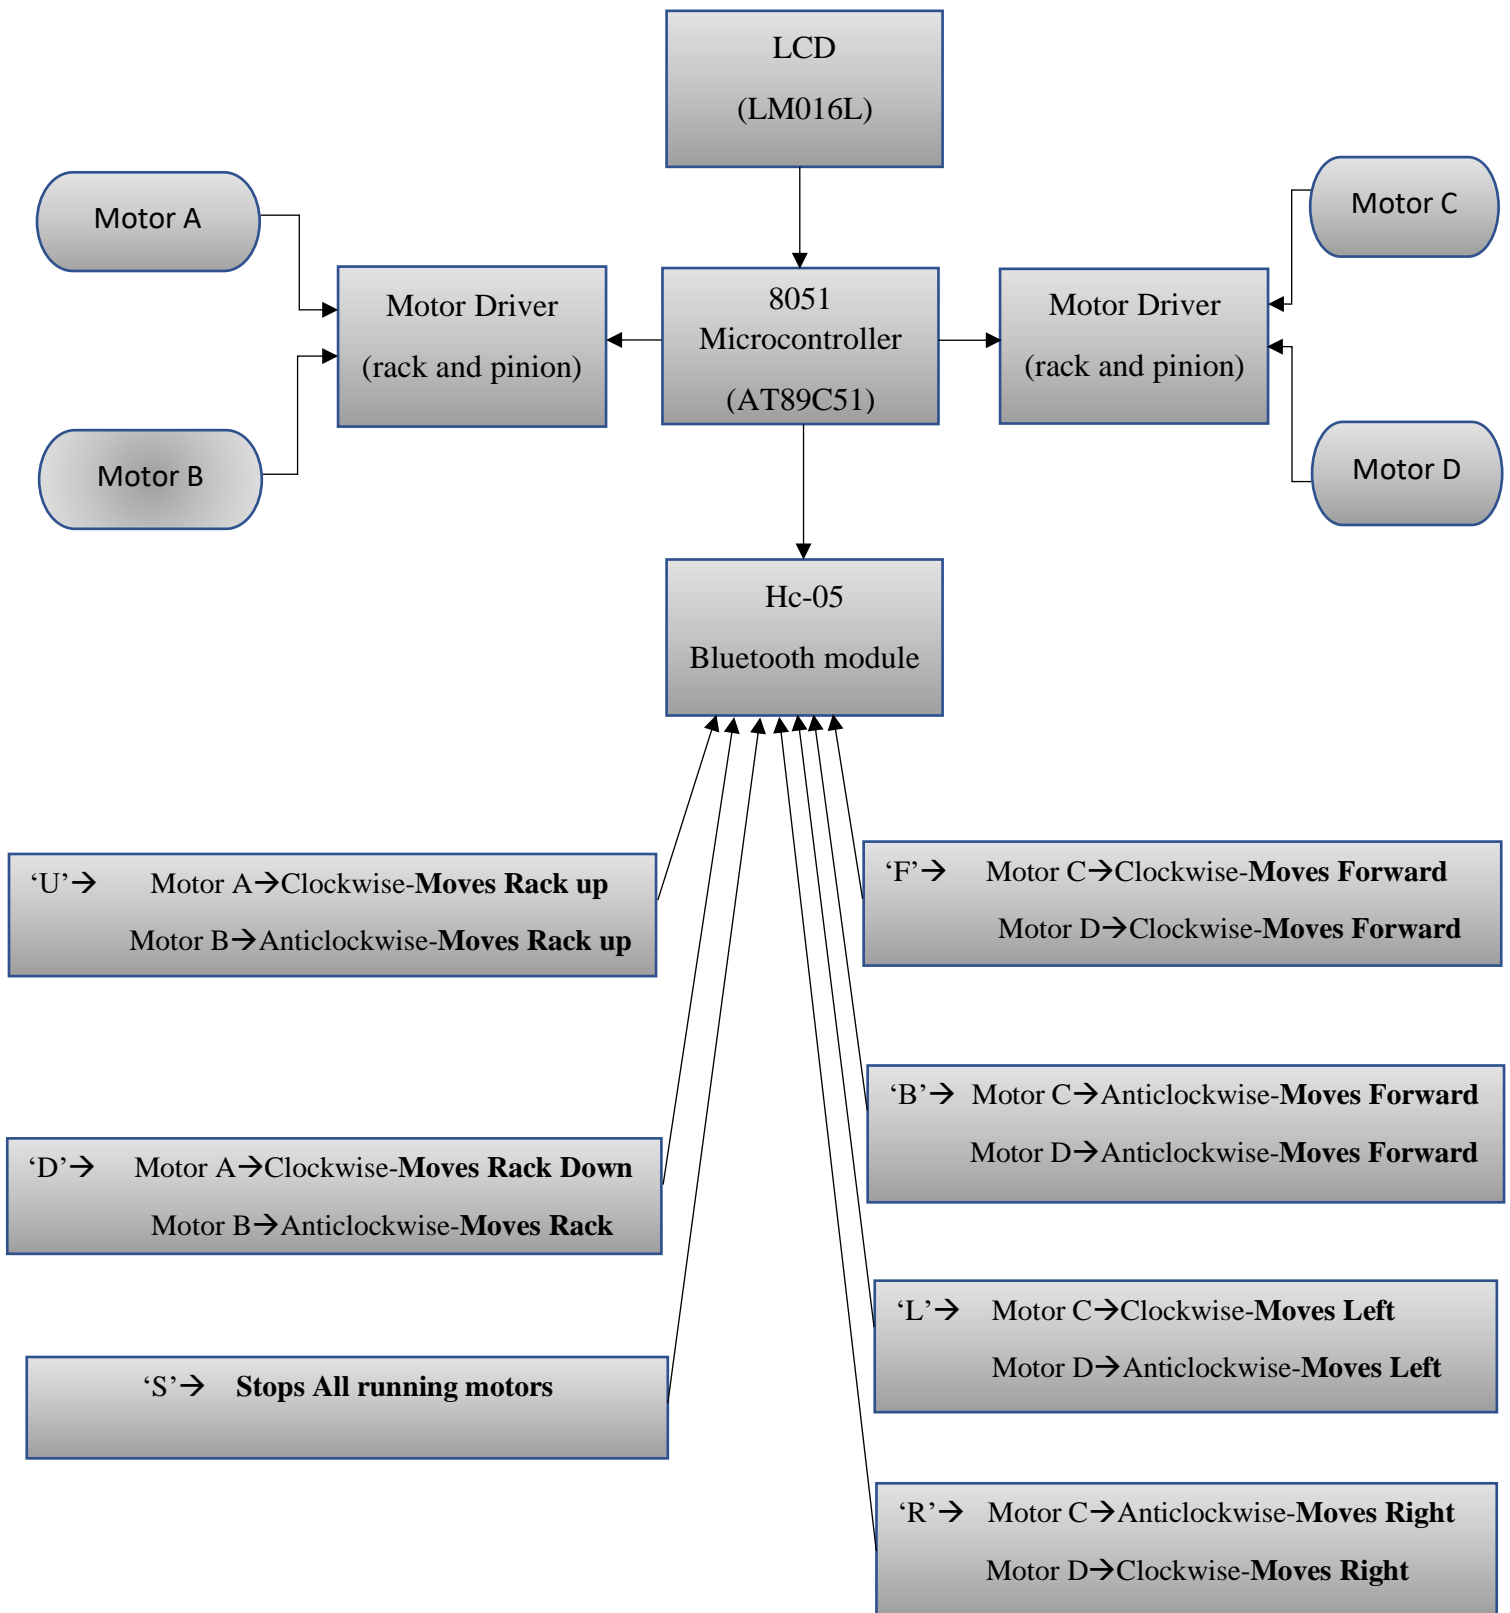 LCD
(LM016L)
Motor A
Motor C
Motor Driver
(rack and pinion)
8051
Microcontroller
(AT89C51)
Motor Driver
(rack and pinion)
Motor B
Motor D
Hc-05
Bluetooth module
‘U’→ Motor A→Clockwise-Moves Rack up
Motor B→Anticlockwise-Moves Rack up
‘F’→ Motor C→Clockwise-Moves Forward
Motor D→Clockwise-Moves Forward
‘D’→ Motor A→Clockwise-Moves Rack Down
Motor B→Anticlockwise-Moves Rack
‘B’→ Motor C→Anticlockwise-Moves Forward
Motor D→Anticlockwise-Moves Forward
‘S’→ Stops All running motors
‘L’→ Motor C→Clockwise-Moves Left
Motor D→Anticlockwise-Moves Left
‘R’→ Motor C→Anticlockwise-Moves Right
Motor D→Clockwise-Moves Right